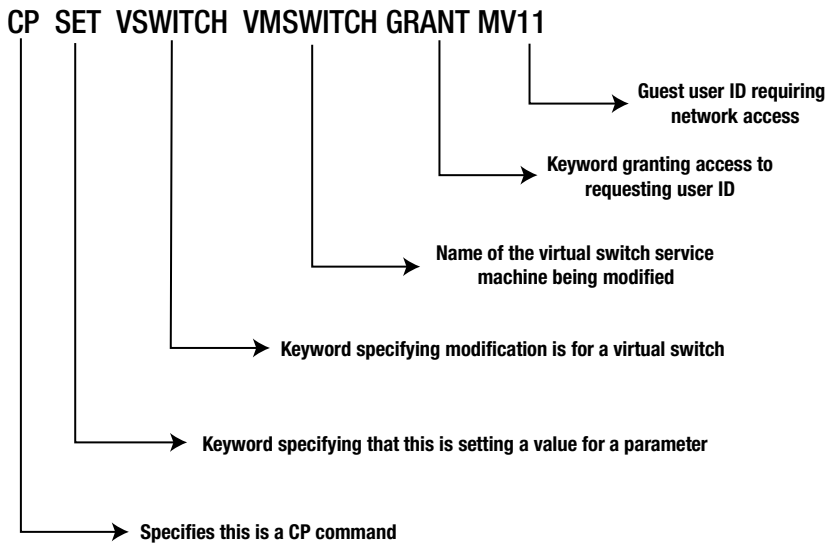 CP SET VSWITCH VMSWITCH GRANT MV11
Guest user ID requiring
network access
Keyword granting access to
requesting user ID
Name of the virtual switch service
machine being modified
Keyword specifying modification is for a virtual switch
Keyword specifying that this is setting a value for a parameter
Specifies this is a CP command